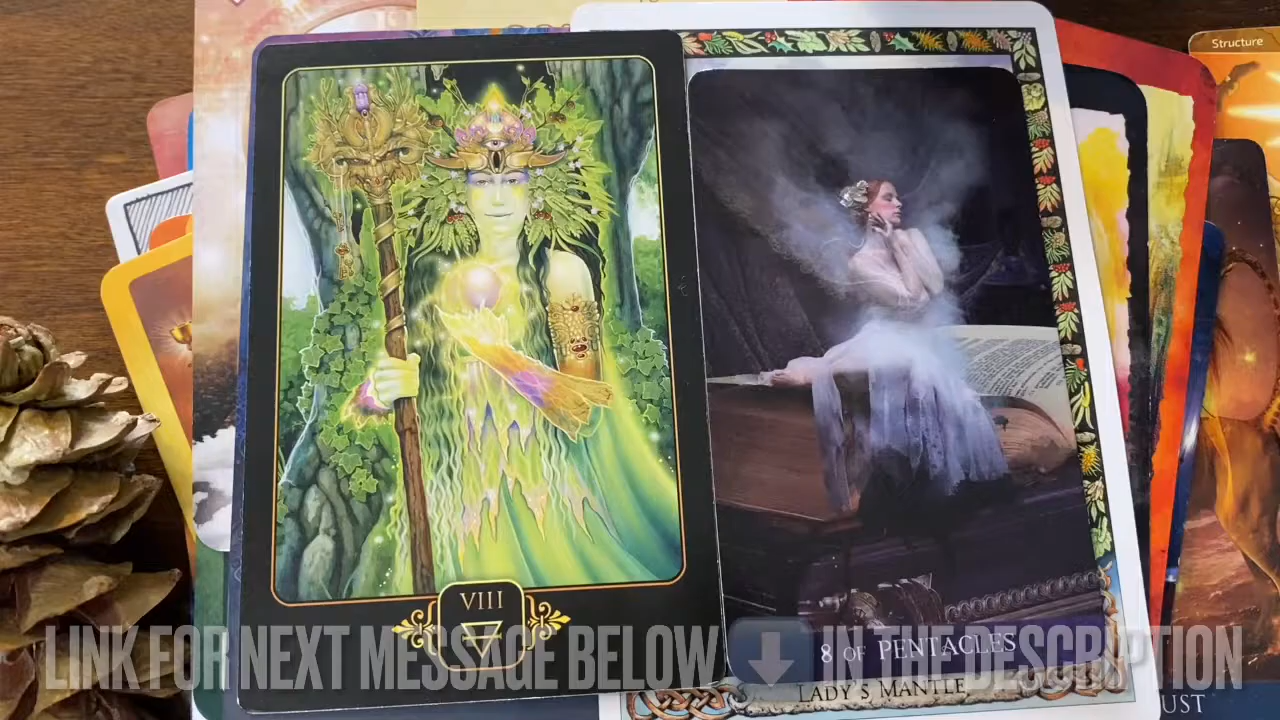 Structure
VIII
8 OF PENTACLES
LINK FOR NEXT MESSAGE BELOW ⬇ IN THE DESCRIPTION
LADY'S MANTLE
UST